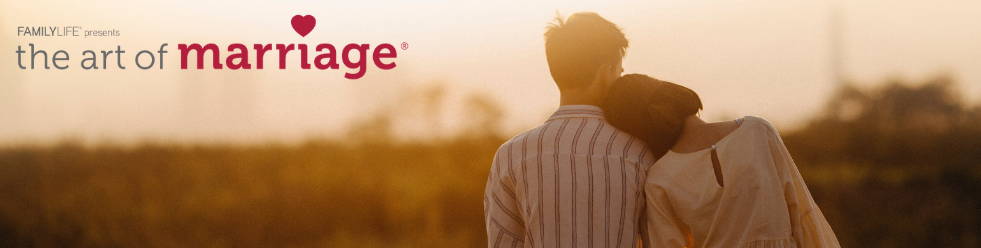 FAMILYLIFE® presents
the art of marriage®